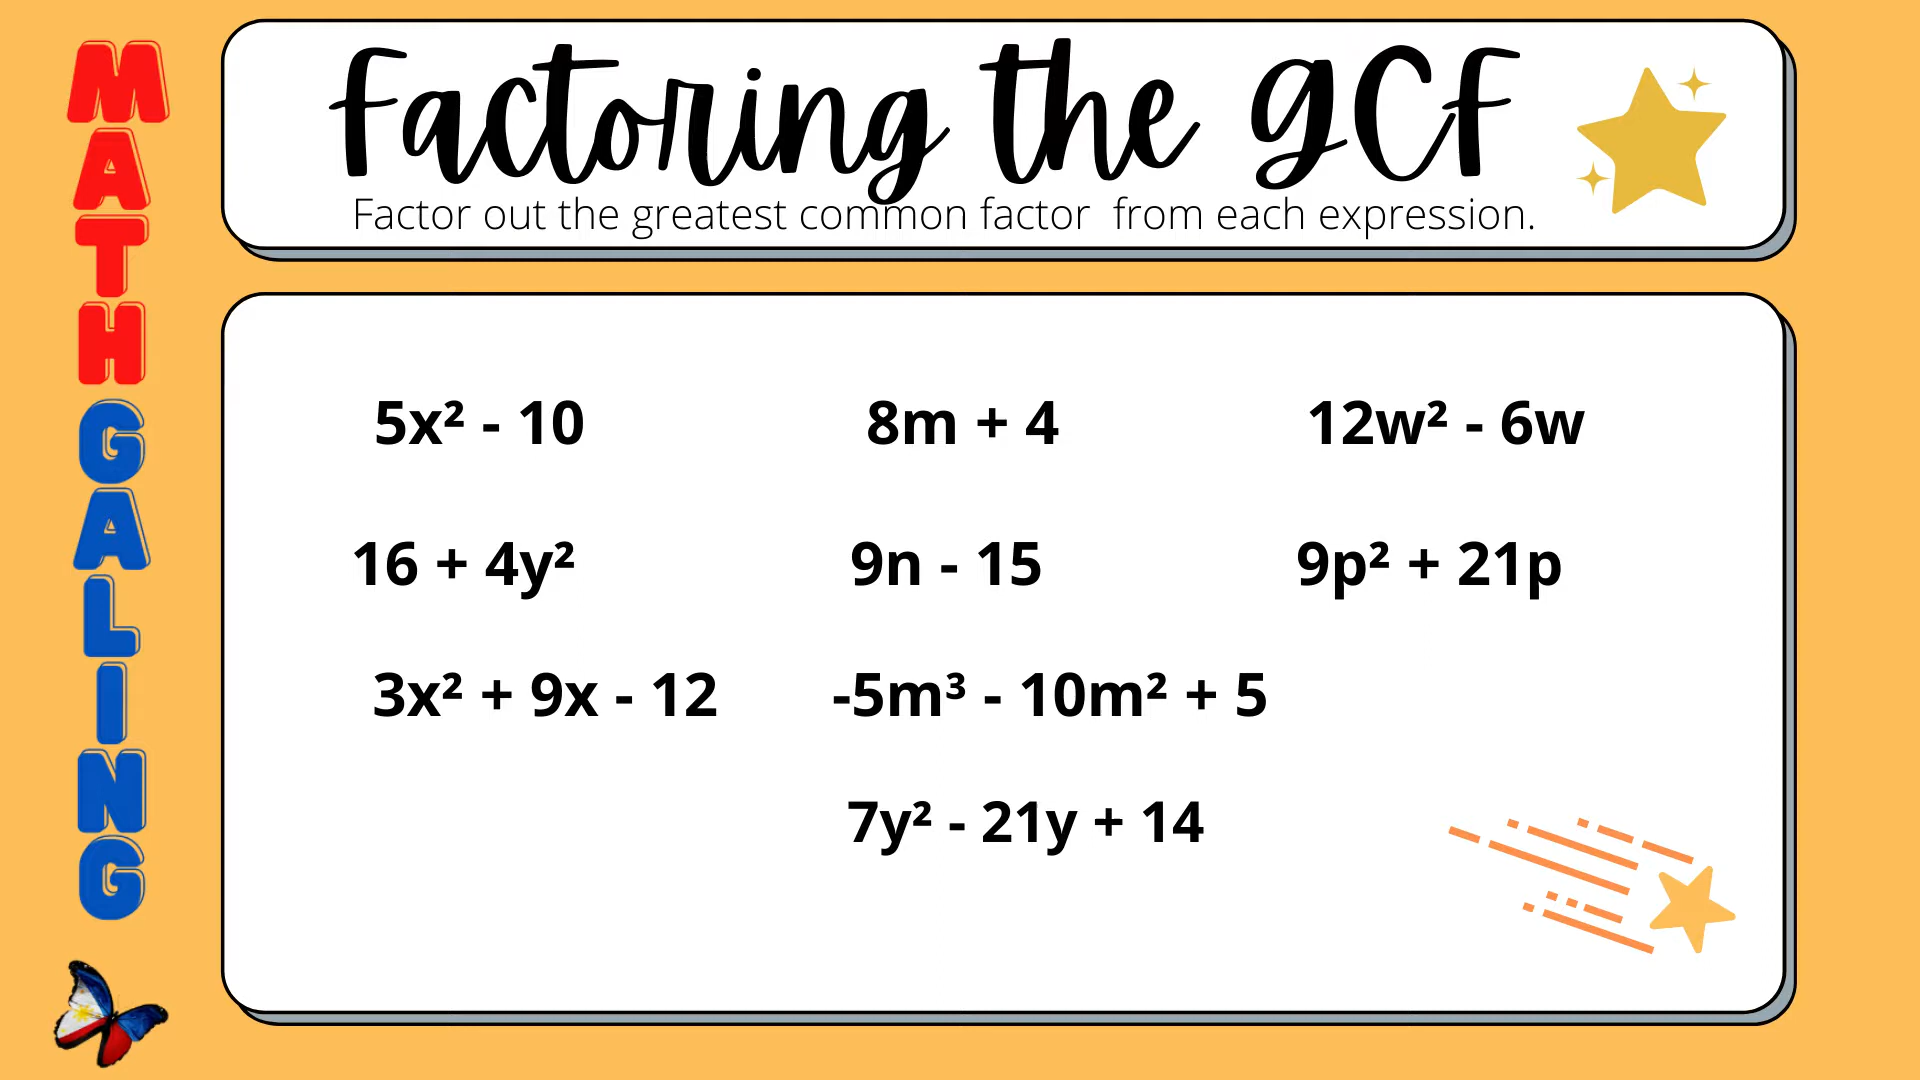 MATH GALING
Factoring the GCF
Factor out the greatest common factor from each expression.
5x² - 10
8m + 4
12w² - 6w
16 + 4y²
9n - 15
9p² + 21p
3x² + 9x - 12
-5m³ - 10m² + 5
7y² - 21y + 14